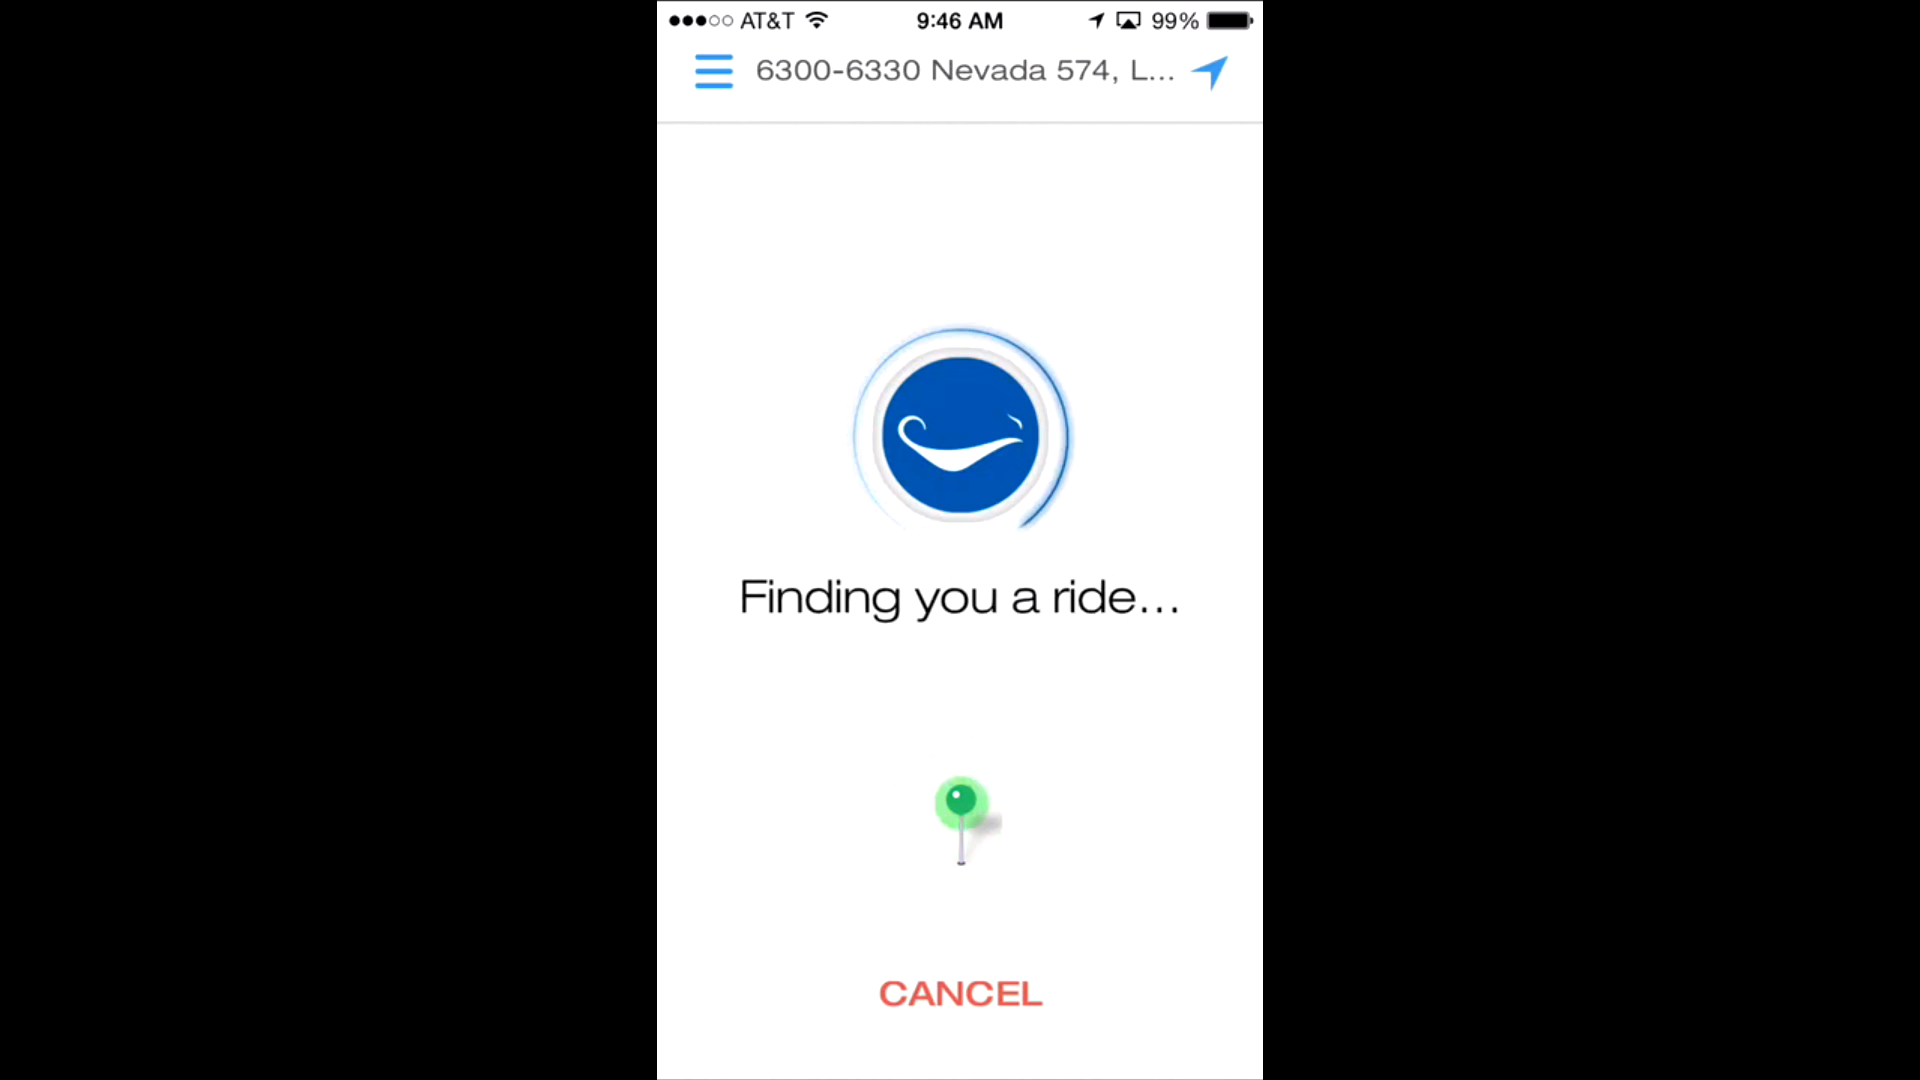 AT&T 9:46 AM 99%
6300-6330 Nevada 574, L...
Finding you a ride...
CANCEL